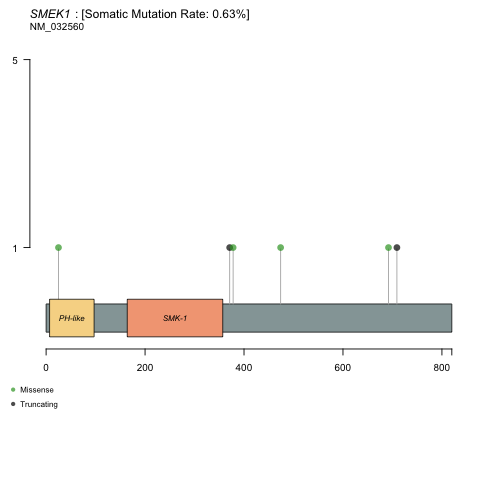 SMEK1 : [Somatic Mutation Rate: 0.63%]
NM_032560
5
1
PH-like
SMK-1
0
200
400
600
800
Missense
Truncating